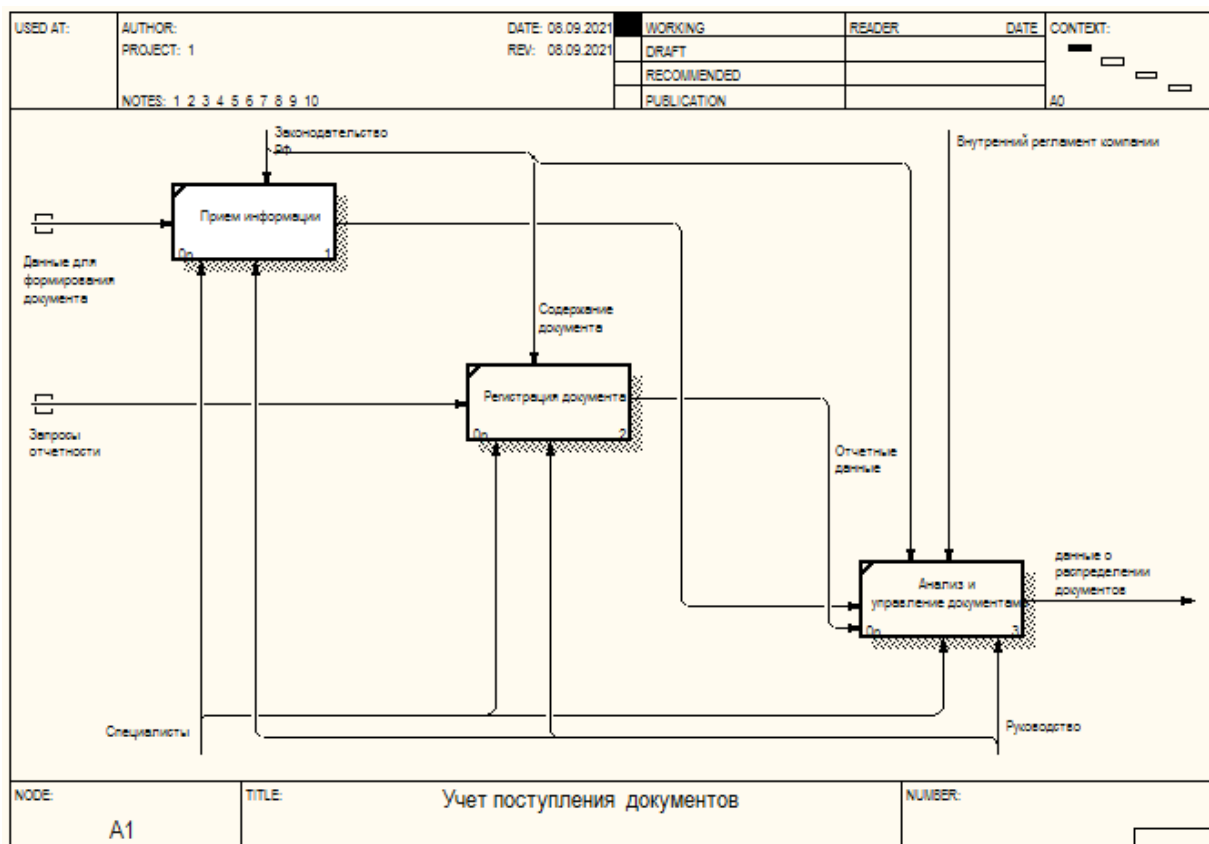 USED AT:
AUTHOR:
DATE: 08.09.2021
WORKING
READER
DATE
CONTEXT:
PROJECT: 1
REV: 08.09.2021
DRAFT
RECOMMENDED
NOTES: 1 2 3 4 5 6 7 8 9 10
PUBLICATION
A0
Законодательство
РФ
Внутренний регламент компании
Прием информации
0р.
1
Данные для
формирования
документа
Содержание
документа
Регистрация документа
0р.
2
Запросы
отчетности
Отчетные
данные
данные о
распределении
документов
Анализ и
управление документами
0р.
3
Специалисты
Руководство
NODE:
TITLE:
Учет поступления документов
NUMBER:
A1